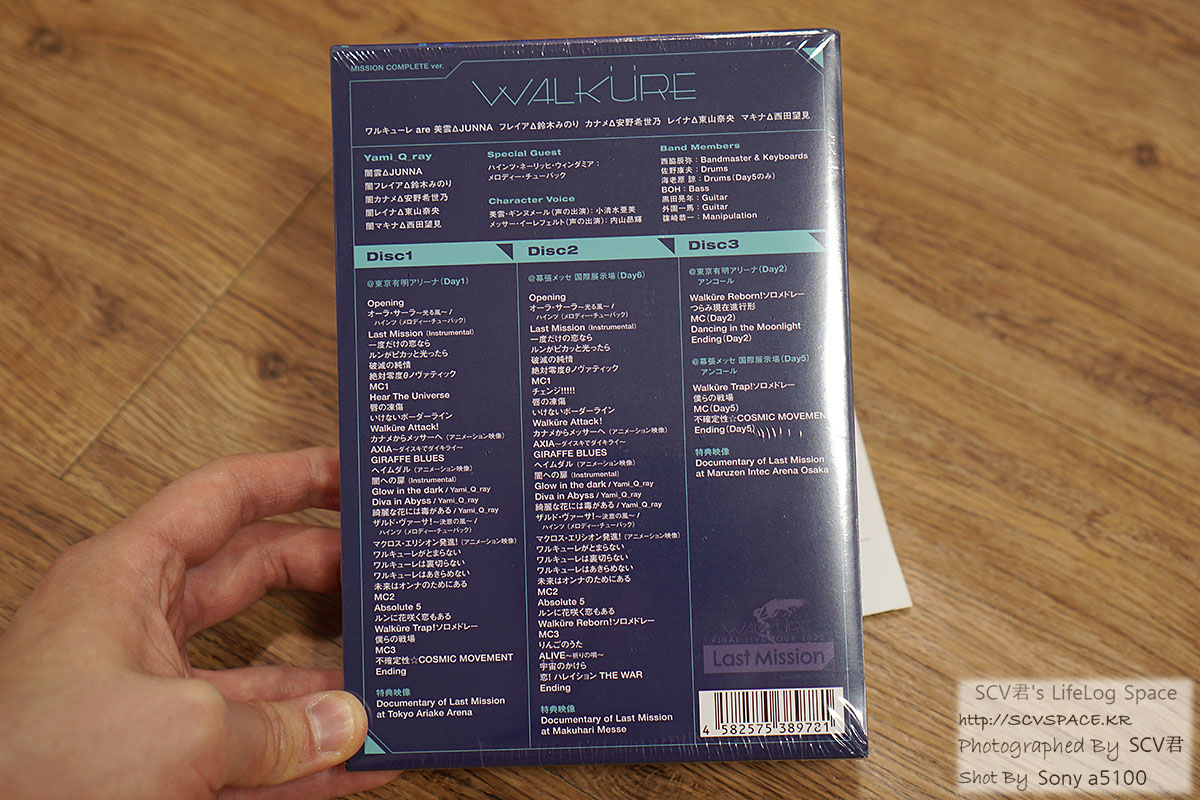 MISSION COMPLETE ver.
WALKÜRE
ワルキューレ are 美雲ΔJUNNA フレイアΔ鈴木みのり カナメΔ安野希世乃 レイナΔ東山奈央 マキナΔ西田望見
Yami_Q_ray
闇雲ΔJUNNA
闇フレイアΔ鈴木みのり
闇カナメΔ安野希世乃
闇レイナΔ東山奈央
闇マキナΔ西田望見
Special Guest
ハインツ・ネーリッヒ・ウィンダミア：
メロディー・チューバック
Character Voice
美雲・ギンヌメール（声の出演）：小清水亜美
メッサー・イーレフェルト（声の出演）：内山昂輝
Band Members
西脇辰弥：Bandmaster & Keyboards
佐野康夫：Drums
海老原 諒：Drums（Day5のみ）
BOH：Bass
黒田晃年：Guitar
外園一馬：Guitar
篠崎恭一：Manipulation
Disc1
@東京有明アリーナ（Day1）
Opening
オーラ・サーラ〜光る風〜 /
ハインツ（メロディー・チューバック）
Last Mission（Instrumental）
一度だけの恋なら
ルンがピカッと光ったら
破滅の純情
絶対零度θノヴァティック
MC1
Hear The Universe
唇の凍傷
いけないボーダーライン
Walküre Attack!
カナメからメッサーへ（アニメーション映像）
AXIA〜ダイスキでダイキライ〜
GIRAFFE BLUES
ヘイムダル（アニメーション映像）
闇への扉（Instrumental）
Glow in the dark / Yami_Q_ray
Diva in Abyss / Yami_Q_ray
綺麗な花には毒がある / Yami_Q_ray
ザルド・ヴァーサ！〜決意の風〜 /
ハインツ（メロディー・チューバック）
マクロス・エリシオン発進！（アニメーション映像）
ワルキューレがとまらない
ワルキューレは裏切らない
ワルキューレはあきらめない
未来はオンナのためにある
MC2
Absolute 5
ルンに花咲く恋もある
Walküre Trap!ソロメドレー
僕らの戦場
MC3
不確定性☆COSMIC MOVEMENT
Ending
特典映像
Documentary of Last Mission
at Tokyo Ariake Arena
Disc2
@幕張メッセ 国際展示場（Day6）
Opening
オーラ・サーラ〜光る風〜 /
ハインツ（メロディー・チューバック）
Last Mission（Instrumental）
一度だけの恋なら
ルンがピカッと光ったら
破滅の純情
絶対零度θノヴァティック
MC1
チェンジ!!!!!
唇の凍傷
いけないボーダーライン
Walküre Attack!
カナメからメッサーへ（アニメーション映像）
AXIA〜ダイスキでダイキライ〜
GIRAFFE BLUES
ヘイムダル（アニメーション映像）
闇への扉（Instrumental）
Glow in the dark / Yami_Q_ray
Diva in Abyss / Yami_Q_ray
綺麗な花には毒がある / Yami_Q_ray
ザルド・ヴァーサ！〜決意の風〜 /
ハインツ（メロディー・チューバック）
マクロス・エリシオン発進！（アニメーション映像）
ワルキューレがとまらない
ワルキューレは裏切らない
ワルキューレはあきらめない
未来はオンナのためにある
MC2
Absolute 5
ルンに花咲く恋もある
Walküre Reborn!ソロメドレー
MC3
りんごのうた
ALIVE〜祈りの唄〜
宇宙のかけら
恋! ハレイション THE WAR
Ending
特典映像
Documentary of Last Mission
at Makuhari Messe
Disc3
@東京有明アリーナ（Day2）
アンコール
Walküre Reborn!ソロメドレー
つらみ現在進行形
MC（Day2）
Dancing in the Moonlight
Ending（Day2）
@幕張メッセ 国際展示場（Day5）
アンコール
Walküre Trap!ソロメドレー
僕らの戦場
MC（Day5）
不確定性☆COSMIC MOVEMENT
Ending（Day5）
特典映像
Documentary of Last Mission
at Maruzen Intec Arena Osaka
WALKÜRE
FINAL LIVE TOUR 2023
Last Mission
4 582575 389781
SCV君's LifeLog Space
http://SCVSPACE.KR
Photographed By SCV君
Shot By Sony a5100